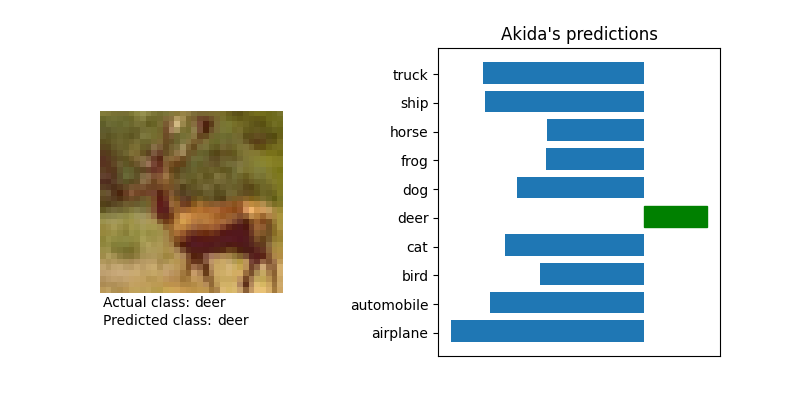 Akida's predictions
truck
ship
horse
frog
dog
deer
cat
bird
automobile
airplane
Actual class: deer
Predicted class: deer